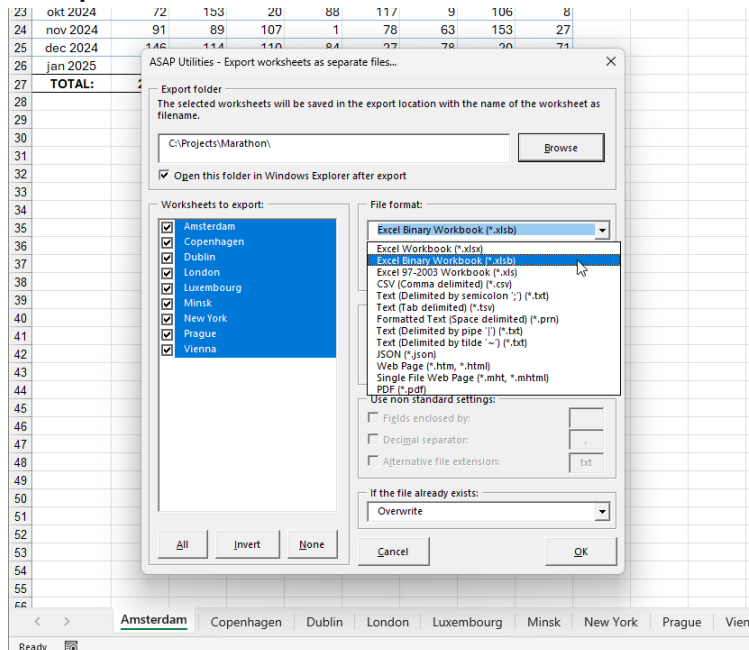 23 okt 2024 72 153 20 88 117 9 106 8
24 nov 2024 91 89 107 1 78 63 153 27
25 dec 2024 146 114 110 84 27 78 20 71
26 jan 2025
27 TOTAL:
ASAP Utilities - Export worksheets as separate files...
28
29
30
31
32
33
34
35
36
37
38
39
40
41
42
43
44
45
46
47
48
49
50
51
52
53
54
55
56
Export folder
The selected worksheets will be saved in the export location with the name of the worksheet as
filename.
C:\Projects\Marathon\
Browse
Open this folder in Windows Explorer after export
Worksheets to export:
Amsterdam
Copenhagen
Dublin
London
Luxembourg
Minsk
New York
Prague
Vienna
All Invert None
File format:
Excel Binary Workbook (*.xlsb)
Excel Workbook (*.xlsx)
Excel Binary Workbook (*.xlsb)
Excel 97-2003 Workbook (*.xls)
CSV (Comma delimited) (*.csv)
Text (Delimited by semicolon ';') (*.txt)
Text (Tab delimited) (*.tsv)
Formatted Text (Space delimited) (*.prn)
Text (Delimited by pipe '|') (*.txt)
Text (Delimited by tilde '~') (*.txt)
JSON (*.json)
Web Page (*.htm, *.html)
Single File Web Page (*.mht, *.mhtml)
PDF (*.pdf)
Use non standard settings:
Fields enclosed by:
Decimal separator: ,
Alternative file extension: txt
If the file already exists:
Overwrite
Cancel OK
Amsterdam Copenhagen Dublin London Luxembourg Minsk New York Prague Vien
Ready